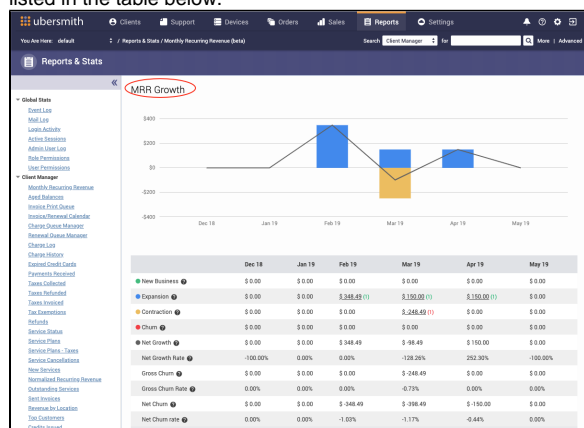 listed in the table below.
ubersmith
Clients
Support
Devices
Orders
Sales
Reports
Settings
You Are Here: default / Reports & Stats / Monthly Recurring Revenue (beta)
Search Client Manager for
More | Advanced
Reports & Stats
«
Global Stats
Event Log
Mail Log
Login Activity
Active Sessions
Admin User Log
Role Permissions
User Permissions
Client Manager
Monthly Recurring Revenue
Aged Balances
Invoice Print Queue
Invoice/Renewal Calendar
Charge Queue Manager
Renewal Queue Manager
Charge Log
Charge History
Expired Credit Cards
Payments Received
Taxes Collected
Taxes Refunded
Taxes Invoiced
Tax Exemptions
Refunds
Service Status
Service Plans
Service Plans - Taxes
Service Cancellations
New Services
Normalized Recurring Revenue
Outstanding Services
Sent Invoices
Revenue by Location
Top Customers
Credits Issued
MRR Growth
$400
$200
$0
-$200
-$400
Dec 18 Jan 19 Feb 19 Mar 19 Apr 19 May 19
Dec 18 Jan 19 Feb 19 Mar 19 Apr 19 May 19
New Business $ 0.00 $ 0.00 $ 0.00 $ 0.00 $ 0.00 $ 0.00
Expansion $ 0.00 $ 0.00 $ 348.49 (1) $ 150.00 (1) $ 150.00 (1) $ 0.00
Contraction $ 0.00 $ 0.00 $ 0.00 $ -248.49 (1) $ 0.00 $ 0.00
Churn $ 0.00 $ 0.00 $ 0.00 $ 0.00 $ 0.00 $ 0.00
Net Growth $ 0.00 $ 0.00 $ 348.49 $ -98.49 $ 150.00 $ 0.00
Net Growth Rate -100.00% 0.00% 0.00% -128.26% 252.30% -100.00%
Gross Churn $ 0.00 $ 0.00 $ 0.00 $ -248.49 $ 0.00 $ 0.00
Gross Churn Rate 0.00% 0.00% 0.00% -0.73% 0.00% 0.00%
Net Churn $ 0.00 $ 0.00 $ -348.49 $ -398.49 $ -150.00 $ 0.00
Net Churn rate 0.00% 0.00% -1.03% -1.17% -0.44% 0.00%